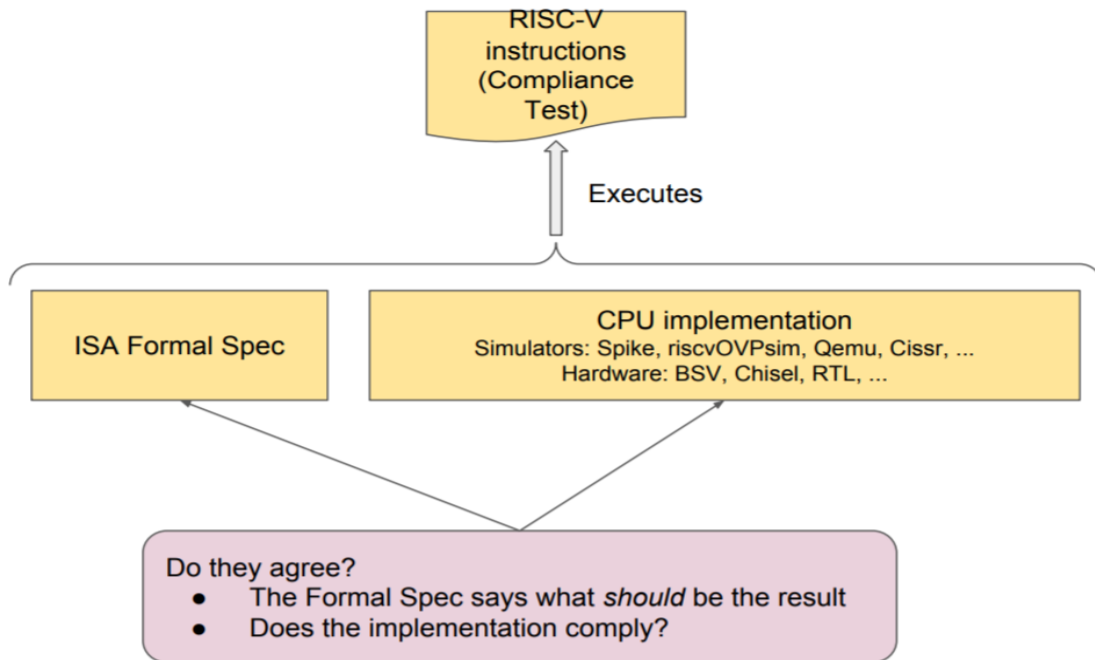 RISC-V
instructions
(Compliance
Test)
Executes
ISA Formal Spec
CPU implementation
Simulators: Spike, riscvOVPsim, Qemu, Cissr, ...
Hardware: BSV, Chisel, RTL, ...
Do they agree?
● The Formal Spec says what should be the result
● Does the implementation comply?